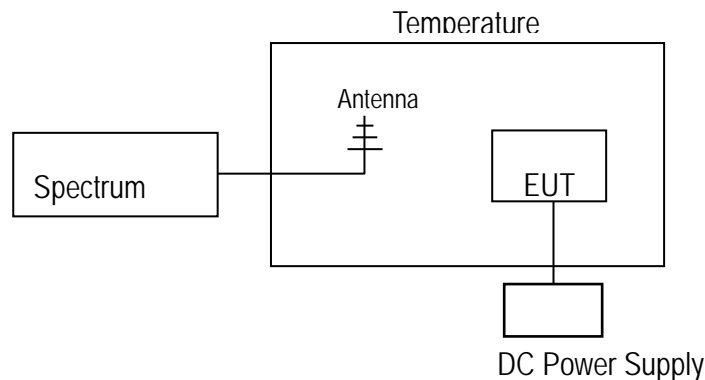 Temperature
Antenna
Spectrum
EUT
DC Power Supply